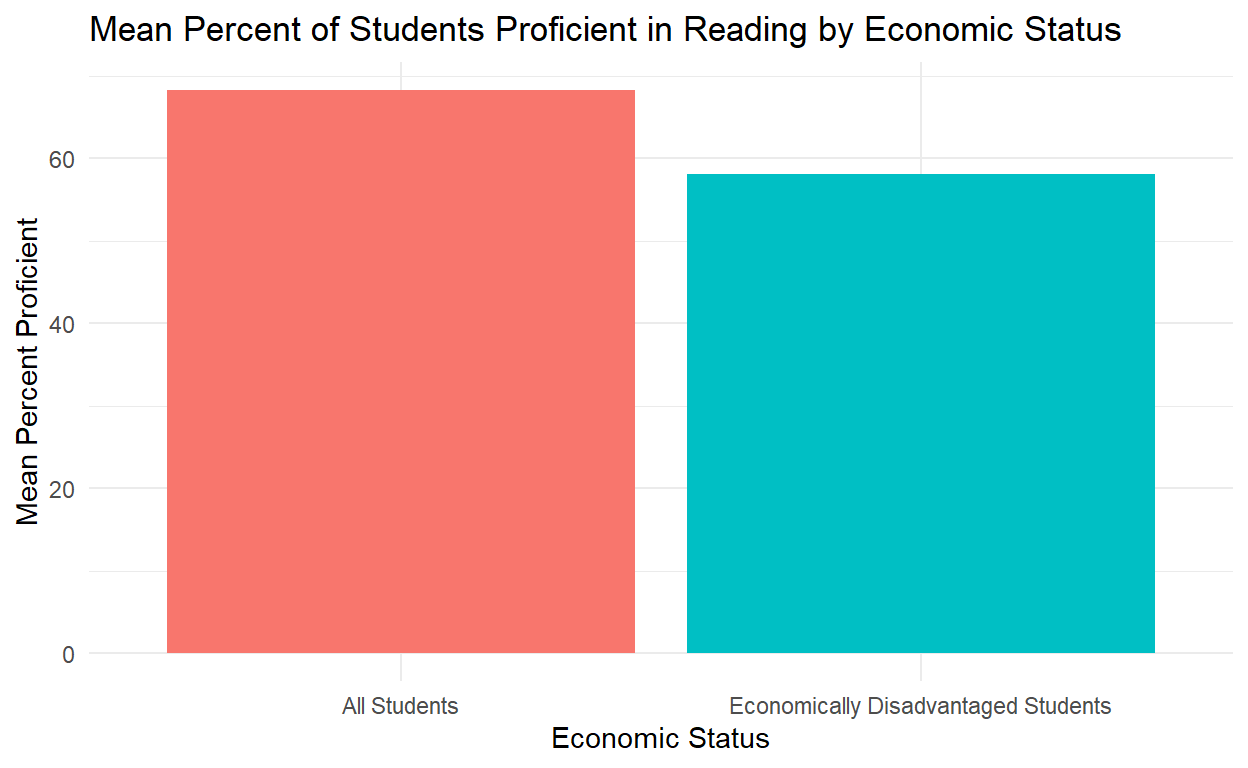 Mean Percent of Students Proficient in Reading by Economic Status
Mean Percent Proficient
60
40
20
0
All Students
Economically Disadvantaged Students
Economic Status